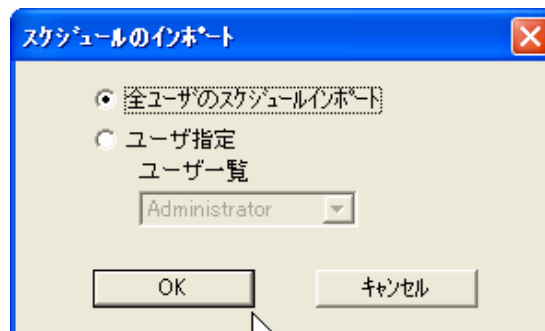 ｽｹｼﾞｭｰﾙのｲﾝﾎﾟｰﾄ
全ﾕｰｻﾞのｽｹｼﾞｭｰﾙｲﾝﾎﾟｰﾄ
ユーザ指定
ユーザ一覧
Administrator
OK
ｷｬﾝｾﾙ